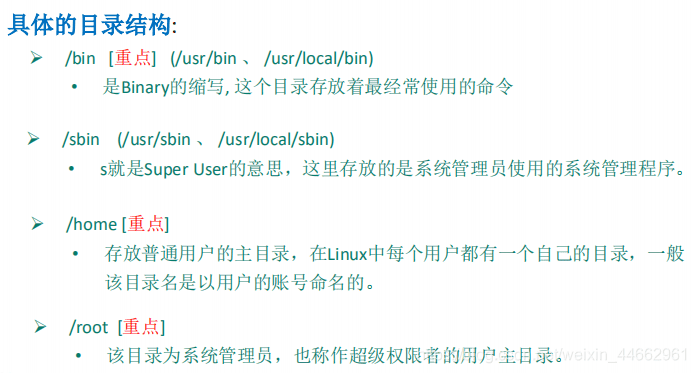 具体的目录结构:
➢ /bin [重点] (/usr/bin 、 /usr/local/bin)
• 是Binary的缩写, 这个目录存放着最经常使用的命令
➢ /sbin (/usr/sbin 、 /usr/local/sbin)
• s就是Super User的意思，这里存放的是系统管理员使用的系统管理程序。
➢ /home [重点]
• 存放普通用户的主目录，在Linux中每个用户都有一个自己的目录，一般
该目录名是以用户的账号命名的。
➢ /root [重点]
• 该目录为系统管理员，也称作超级权限者的用户主目录。
weixin_44662961